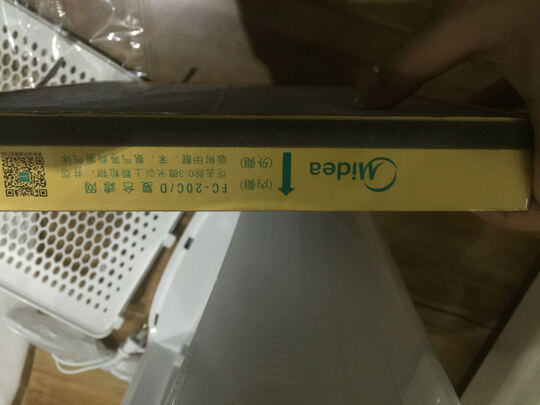 Midea
(内侧)
(外侧)
FC-20C/D 复合滤网
可去除0.3微米以上颗粒物，并可
吸附甲醛、苯、氨气等有害气体